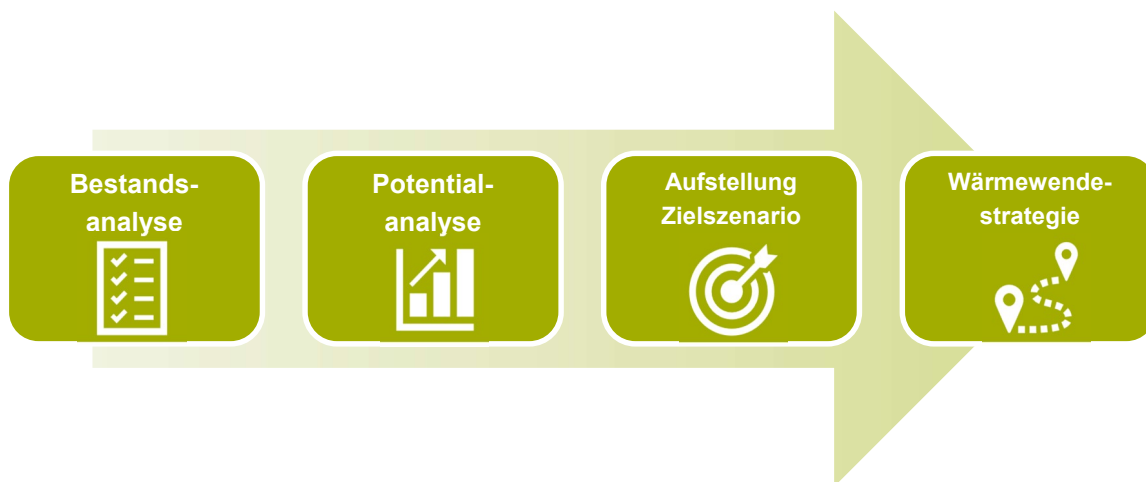 Bestands-
analyse
Potential-
analyse
Aufstellung
Zielszenario
Wärmewende-
strategie